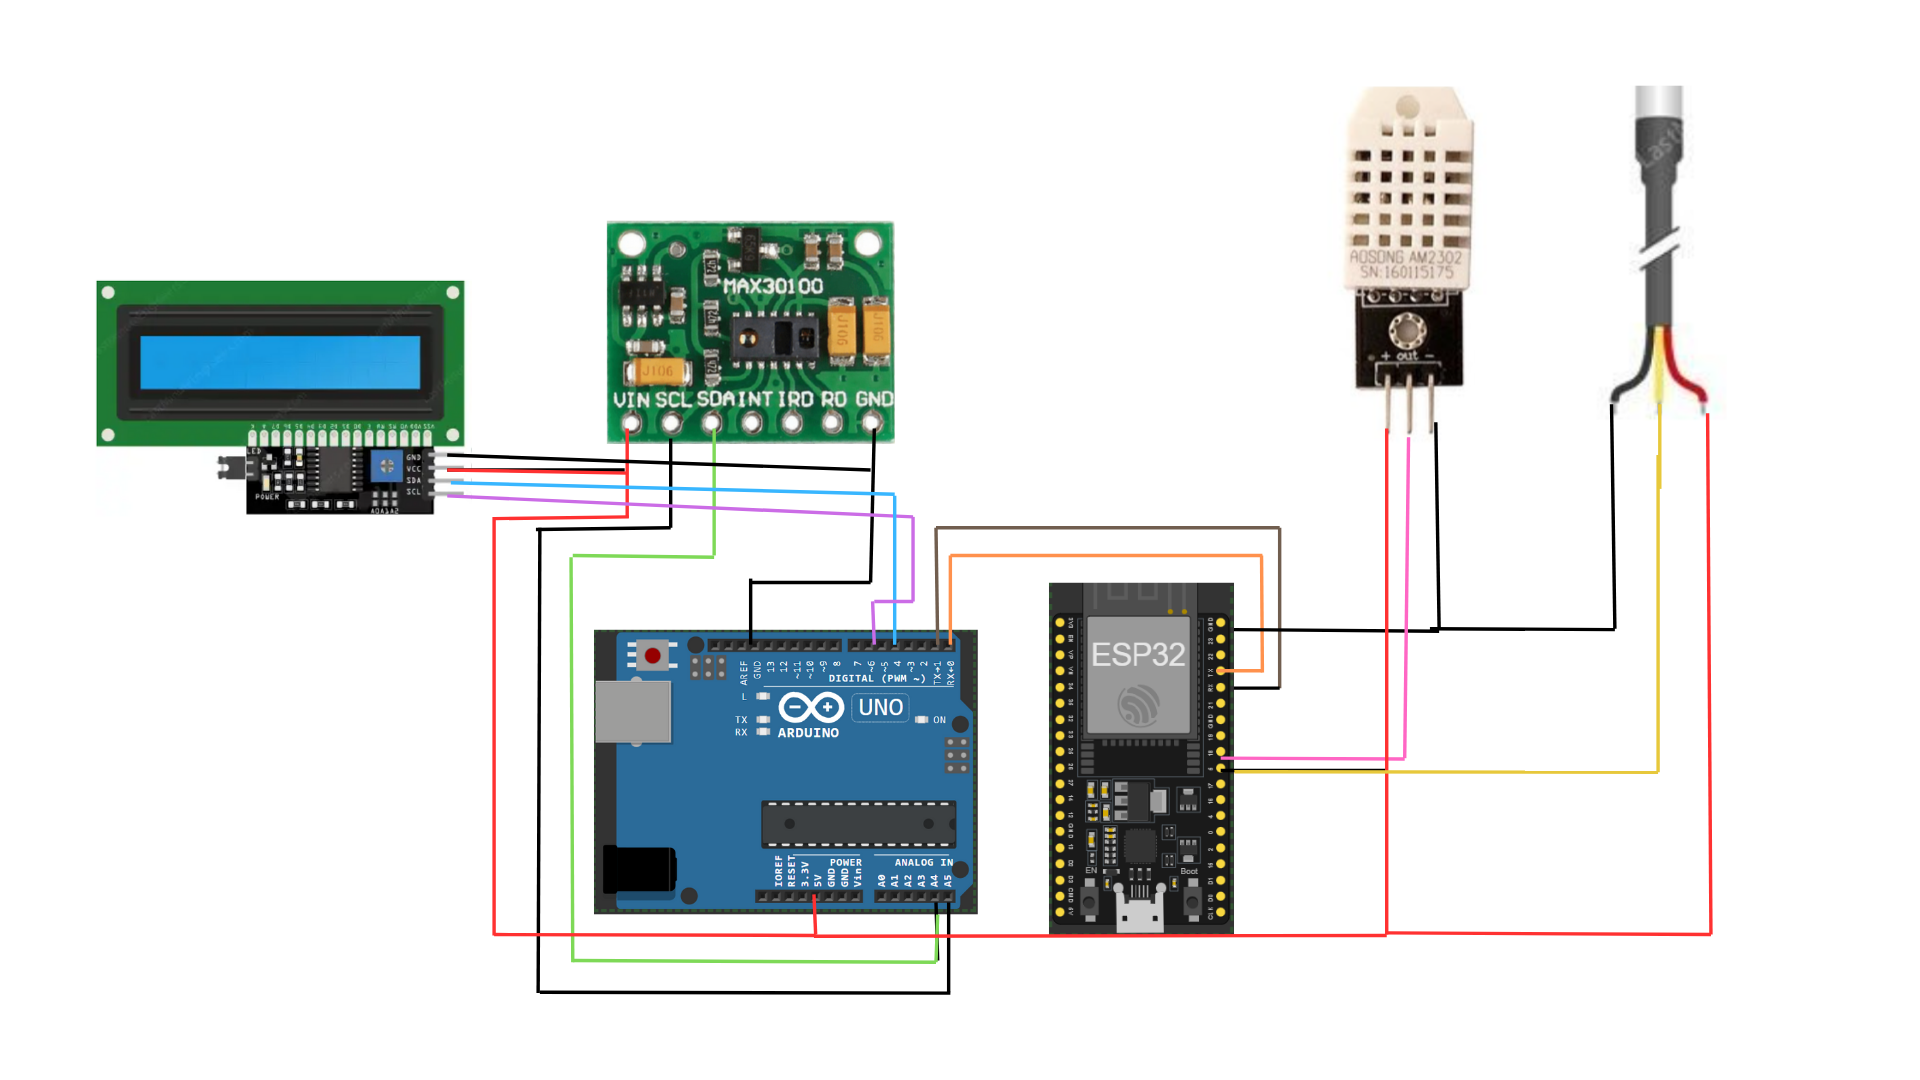 MAX30100
J106
J106
J106
VIN SCL SDA INT IRD RD GND
AOSONG AM2302
SN:160115175
+ out -
LED
POWER
GND
VCC
SDA
SCL
ESP32
EN
Boot
AREF
GND
13
12
~11
~10
~9
8
7
~6
~5
4
~3
2
TX→1
RX←0
DIGITAL (PWM ~)
L
TX
RX
UNO
ON
ARDUINO
POWER
ANALOG IN
IOREF
RESET
3.3V
5V
GND
GND
Vin
A0
A1
A2
A3
A4
A5